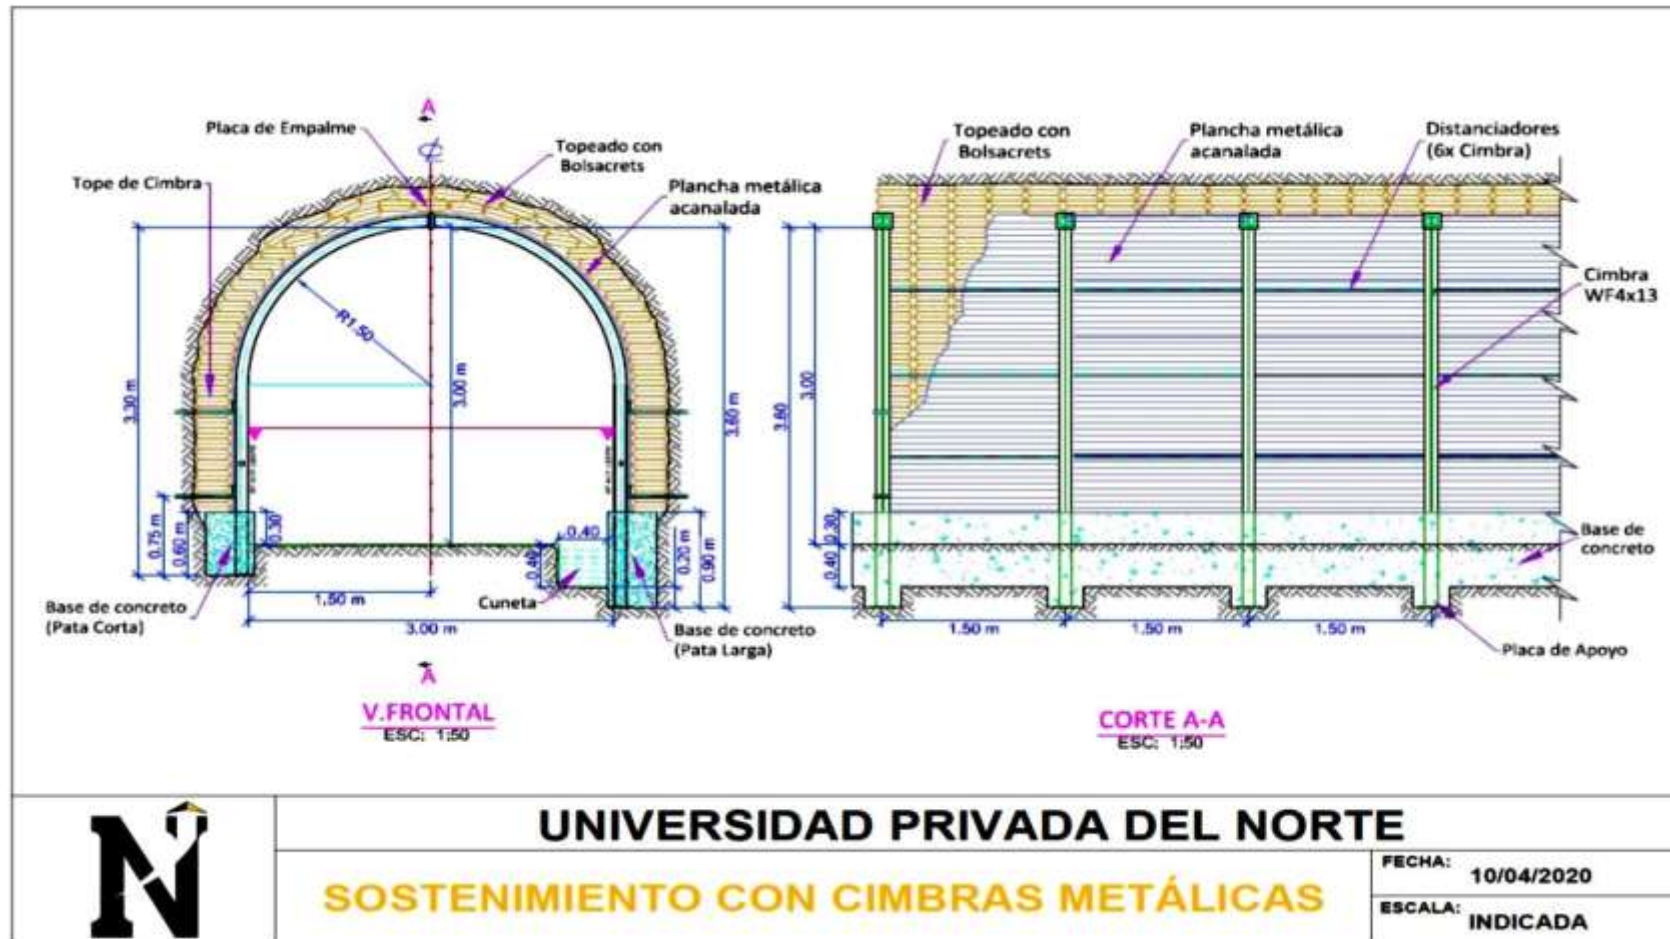 A
Placa de Empalme
Topeado con
Bolsacrets
Tope de Cimbra
Plancha metálica
acanalada
R1.50
3.30 m
3.00 m
3.60 m
0.75 m
0.60 m
0.30
0.40
0.40
0.20 m
0.90 m
1,50 m
Cuneta
3.00 m
Base de concreto
(Pata Corta)
Base de concreto
(Pata Larga)
A
V.FRONTAL
ESC: 1:50
Topeado con
Bolsacrets
Plancha metálica
acanalada
Distanciadores
(6x Cimbra)
Cimbra
WF4x13
3.00
3.60
0.30
0.40
Base de
concreto
1.50 m
1.50 m
1.50 m
Placa de Apoyo
CORTE A-A
ESC: 1:50
N
UNIVERSIDAD PRIVADA DEL NORTE
SOSTENIMIENTO CON CIMBRAS METÁLICAS
FECHA: 10/04/2020
ESCALA: INDICADA